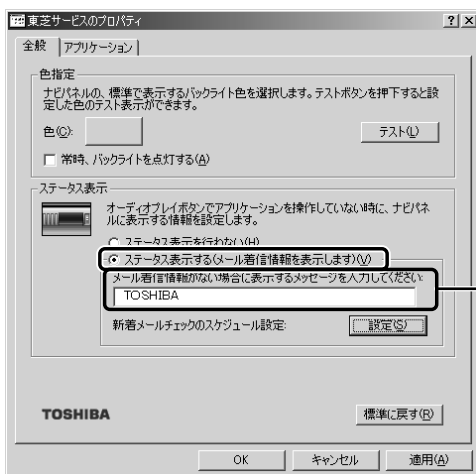 東芝サービスのプロパティ
全般 アプリケーション
色指定
ナビパネルの、標準で表示するバックライト色を選択します。テストボタンを押下すると設
定した色のテスト表示ができます。
色(C):
テスト(L)
常時、バックライトを点灯する(A)
ステータス表示
オーディオプレイボタンでアプリケーションを操作していない時に、ナビパネ
ルに表示する情報を設定します。
ステータス表示を行わない(H)
ステータス表示する(メール着信情報を表示します)(V)
メール着信情報がない場合に表示するメッセージを入力してください:
TOSHIBA
新着メールチェックのスケジュール設定:
設定(S)
TOSHIBA
標準に戻す(R)
OK キャンセル 適用(A)